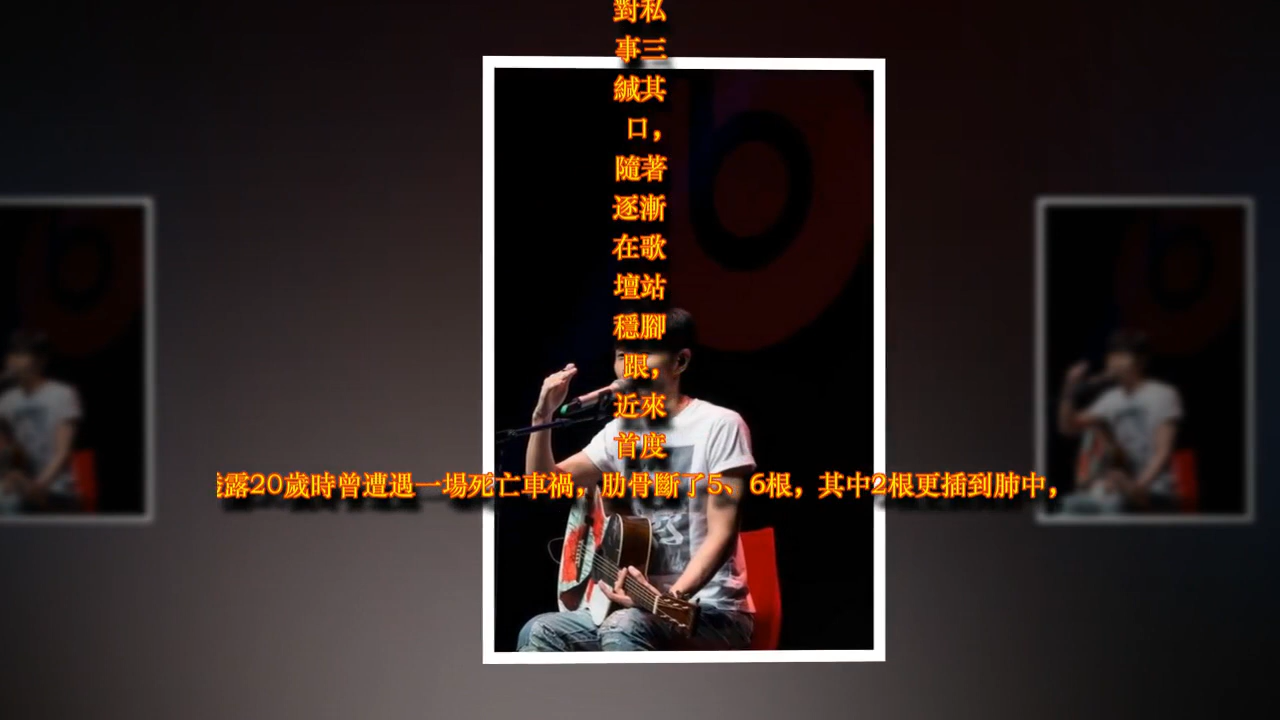 對私
事三
緘其
口，
隨著
逐漸
在歌
壇站
穩腳
跟，
近來
首度
露20歲時曾遭遇一場死亡車禍，肋骨斷了5、6根，其中2根更插到肺中，